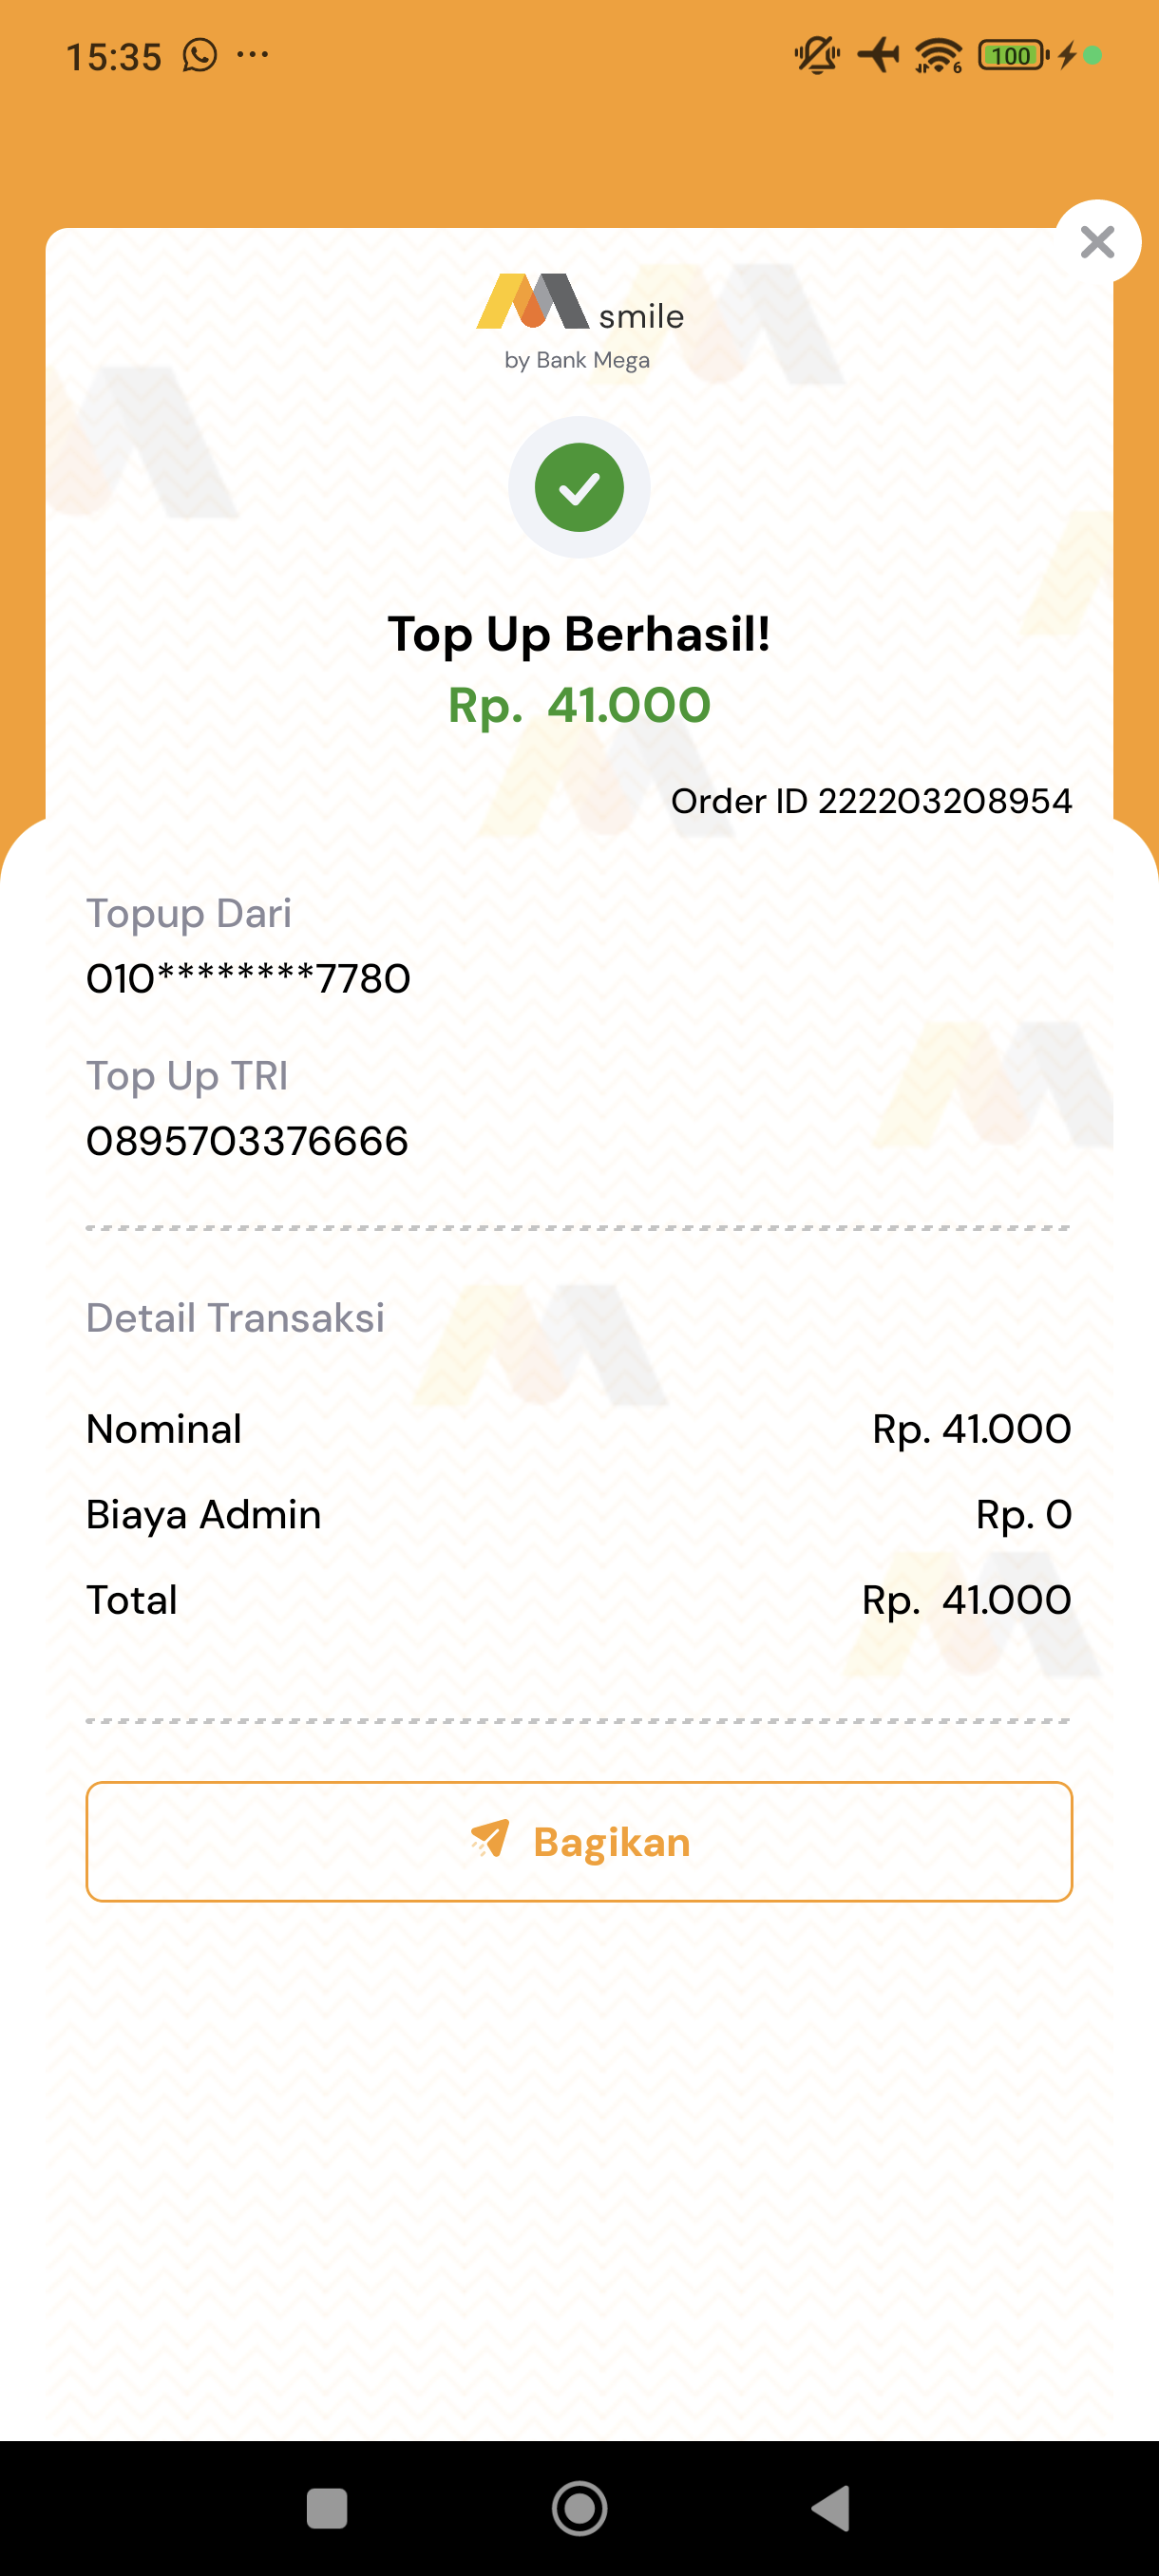 15:35
6
100
smile
by Bank Mega
Top Up Berhasil!
Rp. 41.000
Order ID 222203208954
Topup Dari
010********7780
Top Up TRI
0895703376666
Detail Transaksi
Nominal Rp. 41.000
Biaya Admin Rp. 0
Total Rp. 41.000
Bagikan